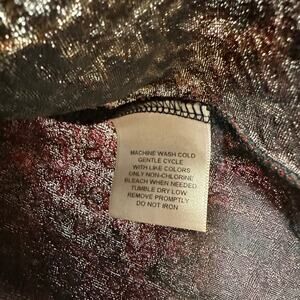 MACHINE WASH COLD
GENTLE CYCLE
WITH LIKE COLORS
ONLY NON-CHLORINE
BLEACH WHEN NEEDED
TUMBLE DRY LOW
REMOVE PROMPTLY
DO NOT IRON